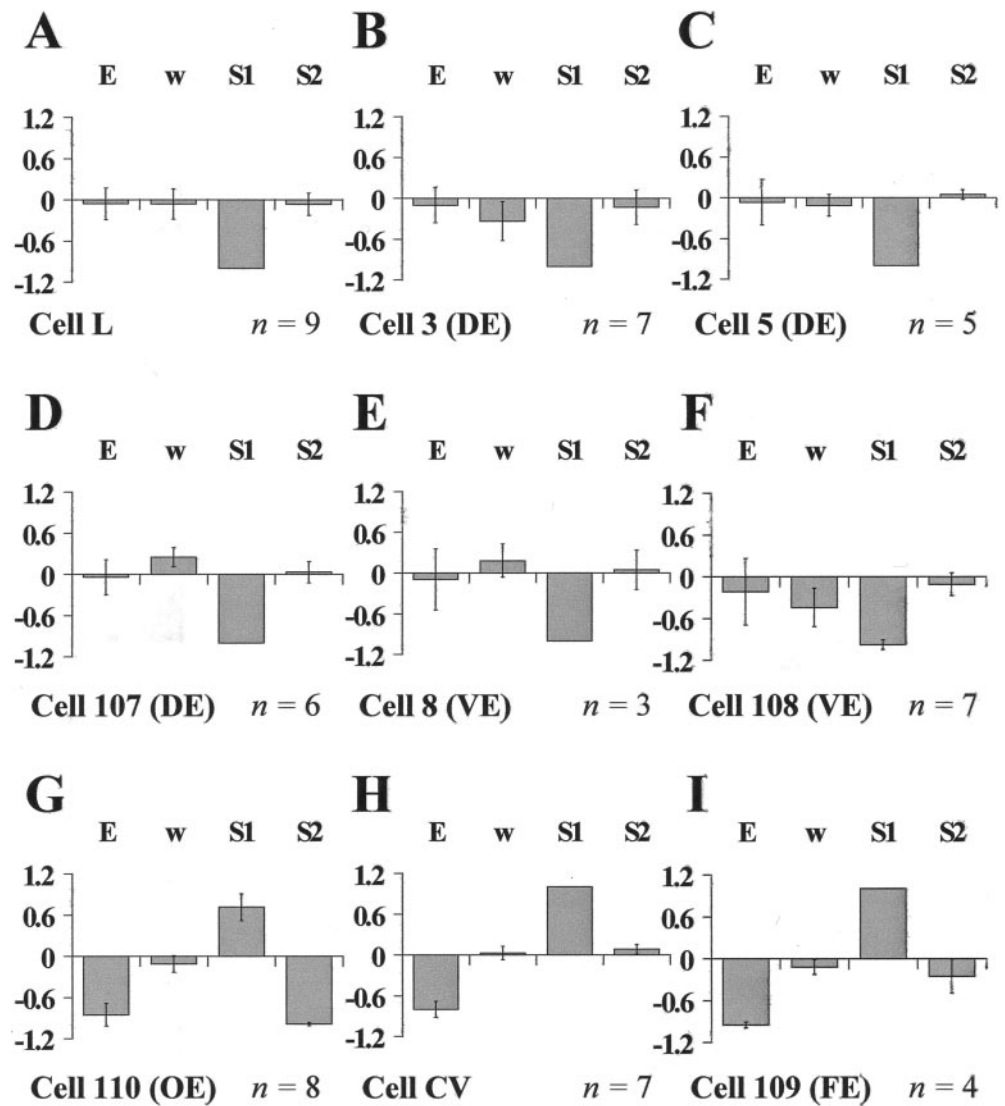 A B C
E w S1 S2 E w S1 S2 E w S1 S2
1.2 1.2 1.2
0.6 0.6 0.6
0 0 0
-0.6 -0.6 -0.6
-1.2 -1.2 -1.2
Cell L n = 9 Cell 3 (DE) n = 7 Cell 5 (DE) n = 5
D E F
E w S1 S2 E w S1 S2 E w S1 S2
1.2 1.2 1.2
0.6 0.6 0.6
0 0 0
-0.6 -0.6 -0.6
-1.2 -1.2 -1.2
Cell 107 (DE) n = 6 Cell 8 (VE) n = 3 Cell 108 (VE) n = 7
G H I
E w S1 S2 E w S1 S2 E w S1 S2
1.2 1.2 1.2
0.6 0.6 0.6
0 0 0
-0.6 -0.6 -0.6
-1.2 -1.2 -1.2
Cell 110 (OE) n = 8 Cell CV n = 7 Cell 109 (FE) n = 4